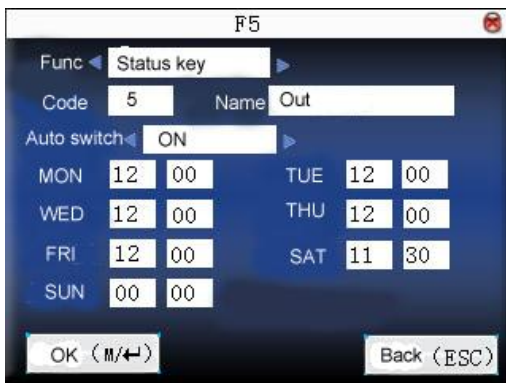 F5
Func Status key
Code 5 Name Out
Auto switch ON
MON 12 00 TUE 12 00
WED 12 00 THU 12 00
FRI 12 00 SAT 11 30
SUN 00 00
OK (M/↵) Back (ESC)